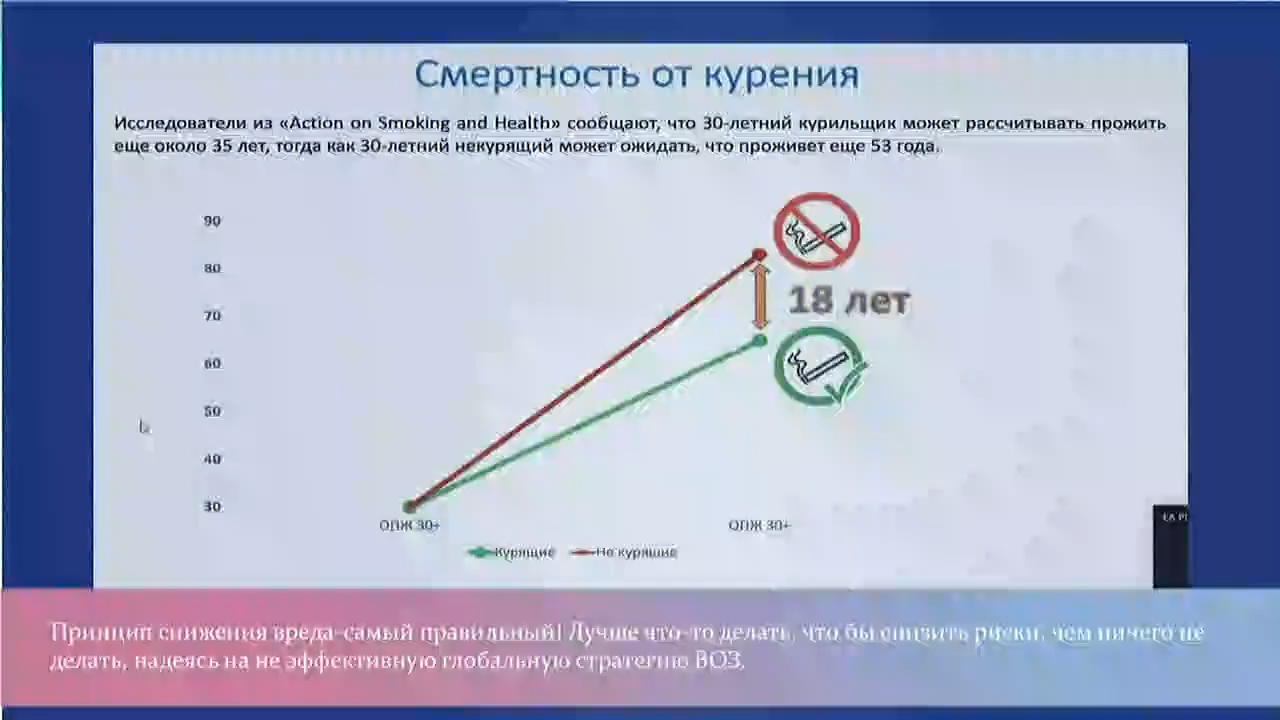 Смертность от курения
Исследователи из «Action on Smoking and Health» сообщают, что 30-летний курильщик может рассчитывать прожить
еще около 35 лет, тогда как 30-летний некурящий может ожидать, что проживет еще 53 года.
90
80
18 лет
70
60
50
40
30
ОПЖ 30+ ОПЖ 30+
Курящие Не курящие
Принцип снижения вреда-самый правильный! Лучше что-то делать, что бы снизить риски, чем ничего не
делать, надеясь на не эффективную глобальную стратегию ВОЗ.